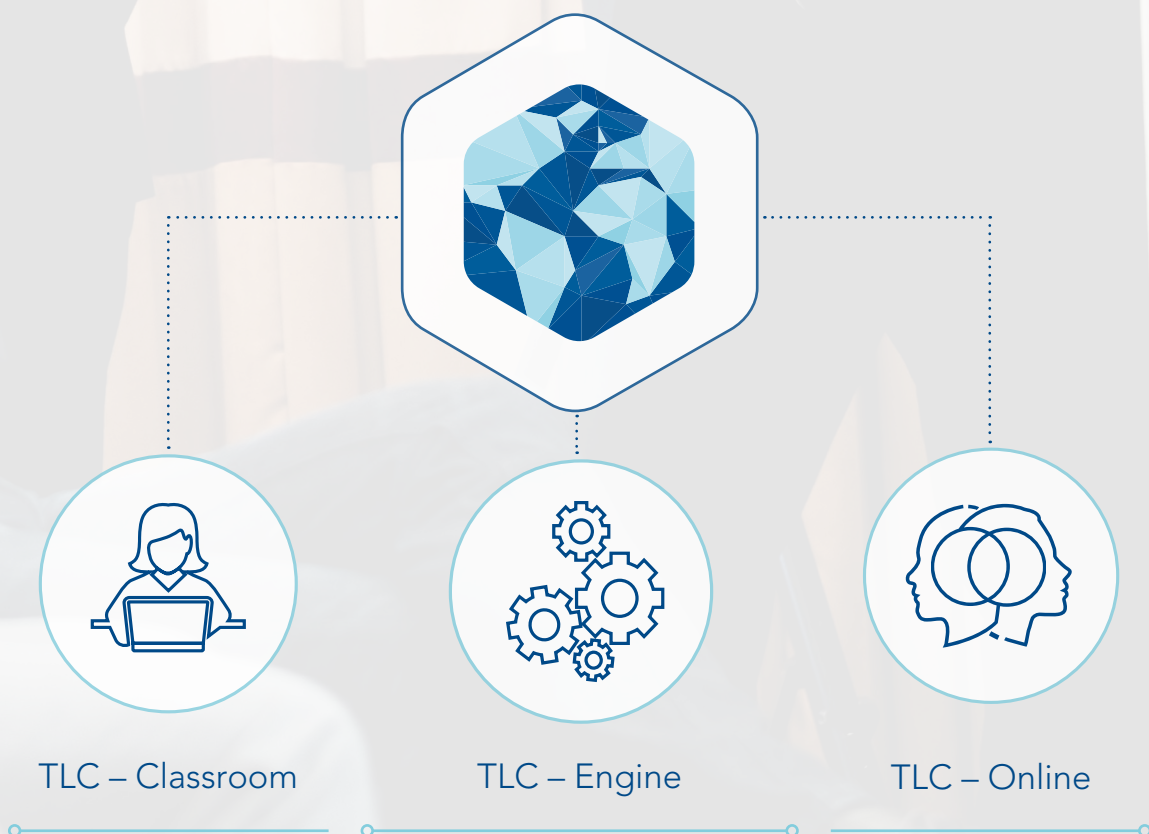 TLC – Classroom
TLC – Engine
TLC – Online